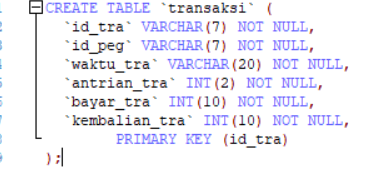 CREATE TABLE `transaksi` (
`id_tra` VARCHAR(7) NOT NULL,
`id_peg` VARCHAR(7) NOT NULL,
`waktu_tra` VARCHAR(20) NOT NULL,
`antrian_tra` INT(2) NOT NULL,
`bayar_tra` INT(10) NOT NULL,
`kembalian_tra` INT(10) NOT NULL,
PRIMARY KEY (id_tra)
);